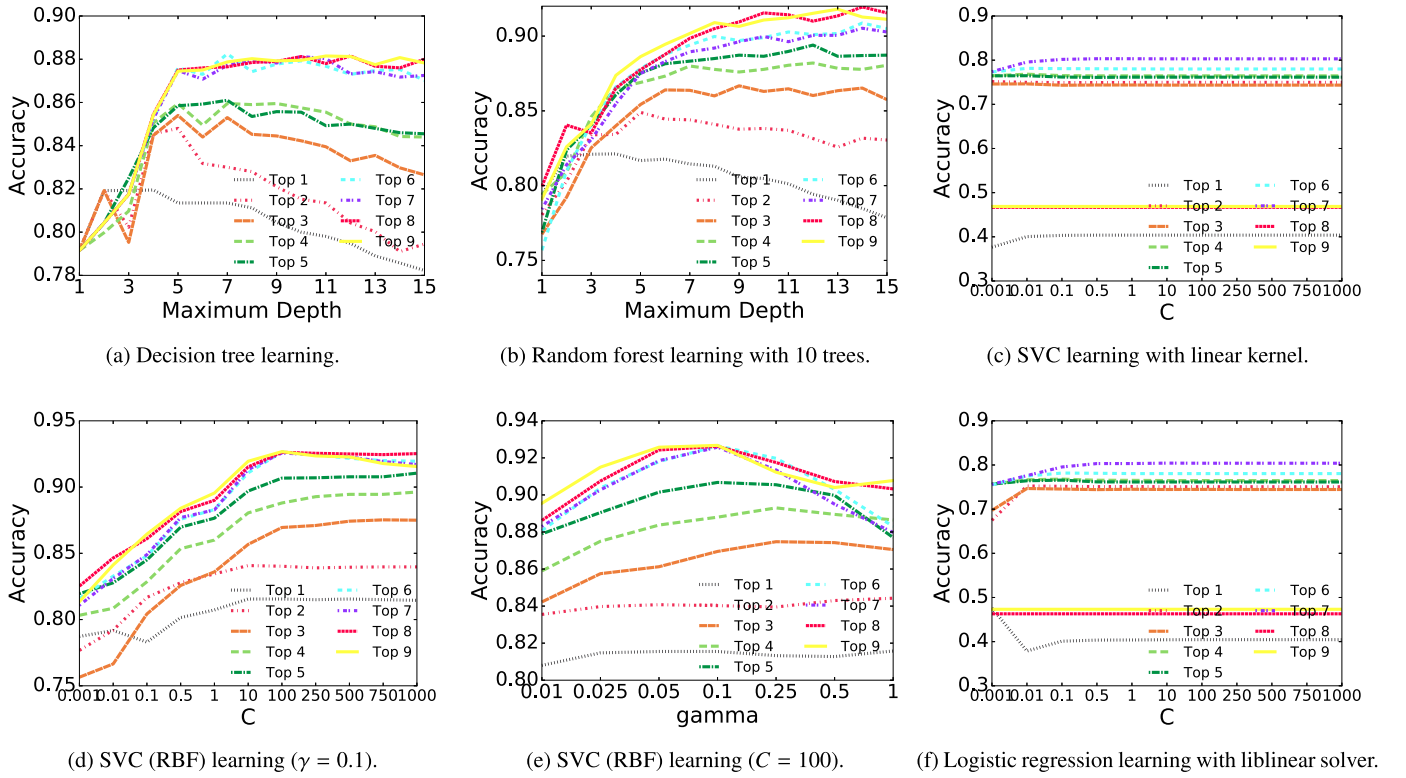 Accuracy
0.90
0.88
0.86
0.84
0.82
0.80
0.78
1 3 5 7 9 11 13 15
Maximum Depth
Top 1
Top 2
Top 3
Top 4
Top 5
Top 6
Top 7
Top 8
Top 9
(a) Decision tree learning.
Accuracy
0.90
0.85
0.80
0.75
1 3 5 7 9 11 13 15
Maximum Depth
Top 1
Top 2
Top 3
Top 4
Top 5
Top 6
Top 7
Top 8
Top 9
(b) Random forest learning with 10 trees.
Accuracy
0.9
0.8
0.7
0.6
0.5
0.4
0.3
0.001 0.01 0.1 0.5 1 10 100 250 500 750 1000
C
Top 1
Top 2
Top 3
Top 4
Top 5
Top 6
Top 7
Top 8
Top 9
(c) SVC learning with linear kernel.
Accuracy
0.95
0.90
0.85
0.80
0.75
0.001 0.01 0.1 0.5 1 10 100 250 500 750 1000
C
Top 1
Top 2
Top 3
Top 4
Top 5
Top 6
Top 7
Top 8
Top 9
(d) SVC (RBF) learning (γ = 0.1).
Accuracy
0.94
0.92
0.90
0.88
0.86
0.84
0.82
0.80
0.01 0.025 0.05 0.1 0.25 0.5 1
gamma
Top 1
Top 2
Top 3
Top 4
Top 5
Top 6
Top 7
Top 8
Top 9
(e) SVC (RBF) learning (C = 100).
Accuracy
0.9
0.8
0.7
0.6
0.5
0.4
0.3
0.001 0.01 0.1 0.5 1 10 100 250 500 750 1000
C
Top 1
Top 2
Top 3
Top 4
Top 5
Top 6
Top 7
Top 8
Top 9
(f) Logistic regression learning with liblinear solver.